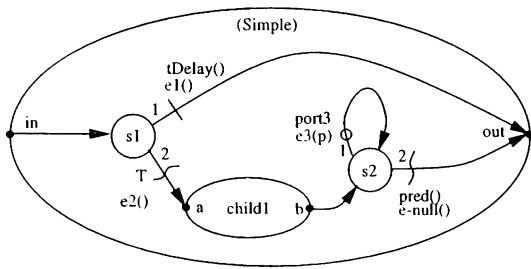 (Simple)
tDelay()
e1()
in
1
s1
2
T
e2()
a
child1
b
port3
e3(p)
1
s2
2
out
pred()
e-null()